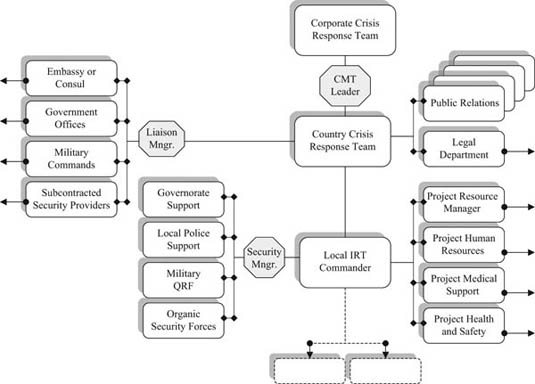 Corporate Crisis
Response Team
CMT
Leader
Embassy or
Consul
Government
Offices
Military
Commands
Subcontracted
Security Providers
Liaison
Mngr.
Country Crisis
Response Team
Public Relations
Legal
Department
Governorate
Support
Local Police
Support
Military
QRF
Organic
Security Forces
Security
Mngr.
Local IRT
Commander
Project Resource
Manager
Project Human
Resources
Project Medical
Support
Project Health
and Safety